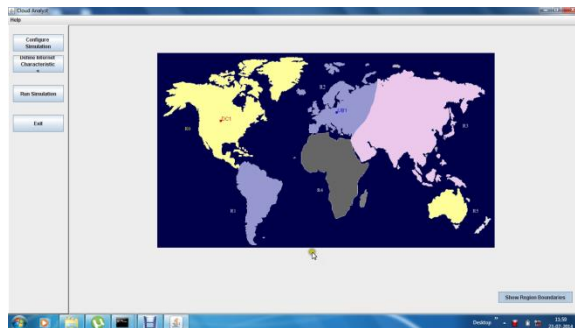 Cloud Analyst
Help
Configure
Simulation
Define Internet
Characteristic
s
Run Simulation
Exit
R2
DC1
UB1
R0
R3
R4
R1
R5
Show Region Boundaries
Desktop
11:50